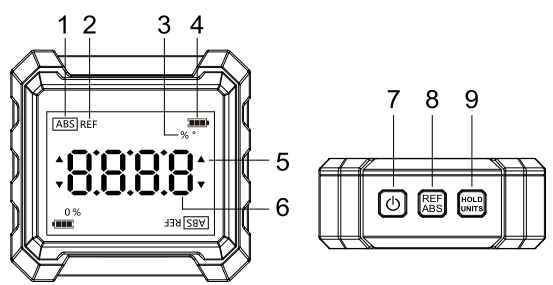 1 2 3 4
ABS REF
% °
8.8:8.8
5
6
0 %
REF ABS
7 8 9
REF
ABS
HOLD
UNITS